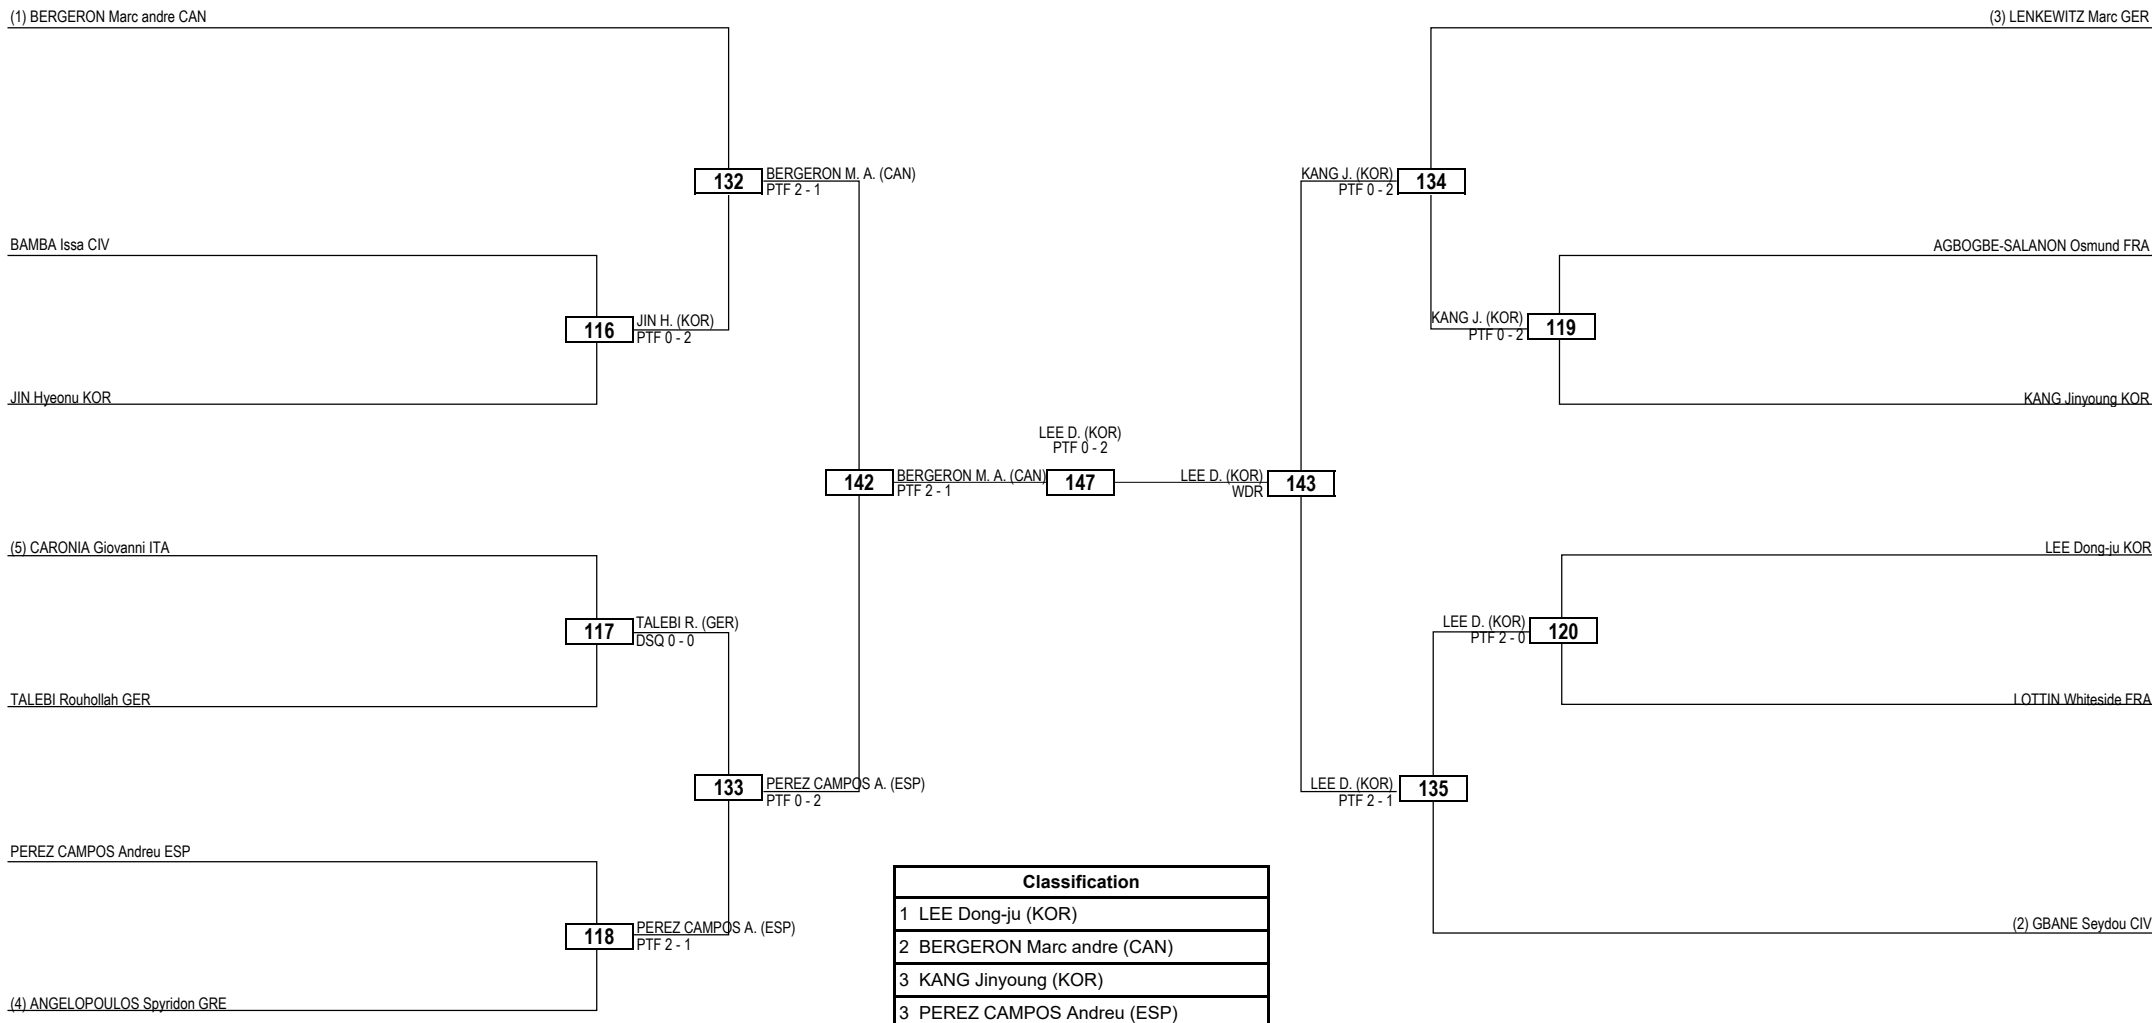 (1) BERGERON Marc andre CAN
(3) LENKEWITZ Marc GER
132
BERGERON M. A. (CAN)
PTF 2 - 1
KANG J. (KOR)
PTF 0 - 2
134
BAMBA Issa CIV
AGBOGBE-SALANON Osmund FRA
116
JIN H. (KOR)
PTF 0 - 2
KANG J. (KOR)
PTF 0 - 2
119
JIN Hyeonu KOR
KANG Jinyoung KOR
LEE D. (KOR)
PTF 0 - 2
142
BERGERON M. A. (CAN)
PTF 2 - 1
147
LEE D. (KOR)
WDR
143
(5) CARONIA Giovanni ITA
LEE Dong-ju KOR
117
TALEBI R. (GER)
DSQ 0 - 0
LEE D. (KOR)
PTF 2 - 0
120
TALEBI Rouhollah GER
LOTTIN Whiteside FRA
133
PEREZ CAMPOS A. (ESP)
PTF 0 - 2
LEE D. (KOR)
PTF 2 - 1
135
PEREZ CAMPOS Andreu ESP
118
PEREZ CAMPOS A. (ESP)
PTF 2 - 1
(2) GBANE Seydou CIV
(4) ANGELOPOULOS Spyridon GRE
Classification
1 LEE Dong-ju (KOR)
2 BERGERON Marc andre (CAN)
3 KANG Jinyoung (KOR)
3 PEREZ CAMPOS Andreu (ESP)